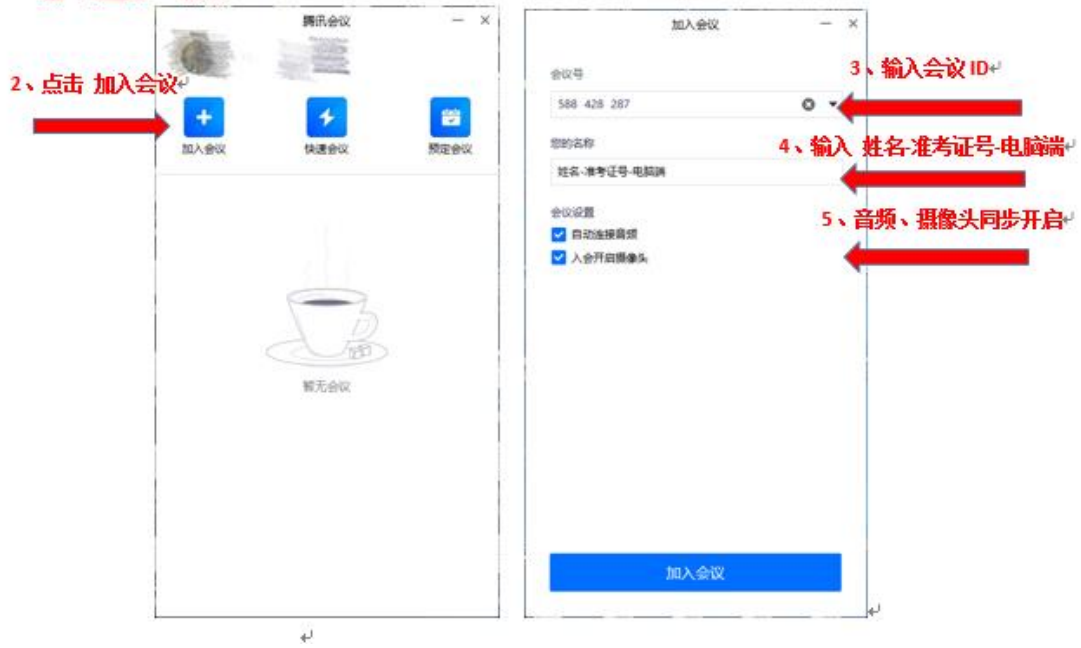 腾讯会议
2、点击 加入会议
加入会议
快速会议
预定会议
暂无会议
加入会议
会议号
3、输入会议 ID
588 428 287
您的名称
4、输入 姓名-准考证号-电脑端
姓名-准考证号-电脑端
会议设置
5、音频、摄像头同步开启
自动连接音频
入会开启摄像头
加入会议